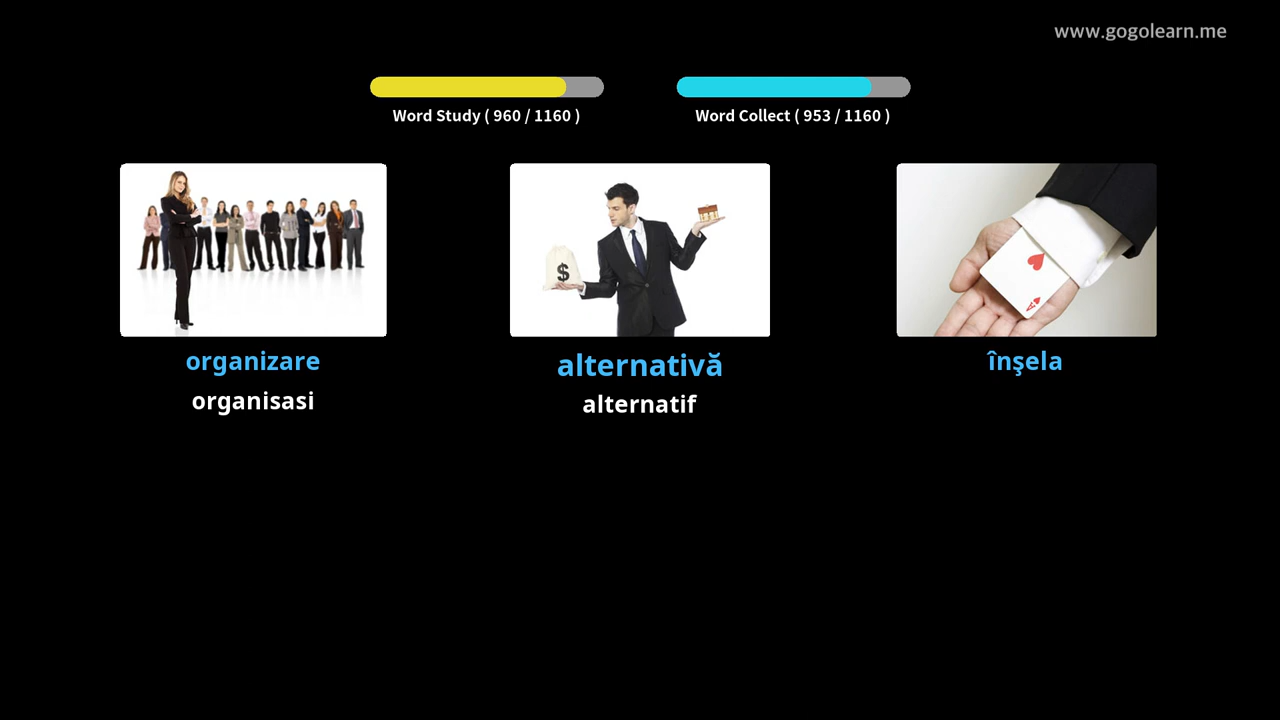 www.gogolearn.me
Word Study ( 960 / 1160 )
Word Collect ( 953 / 1160 )
organizare
organisasi
alternativă
alternatif
înşela
$
A